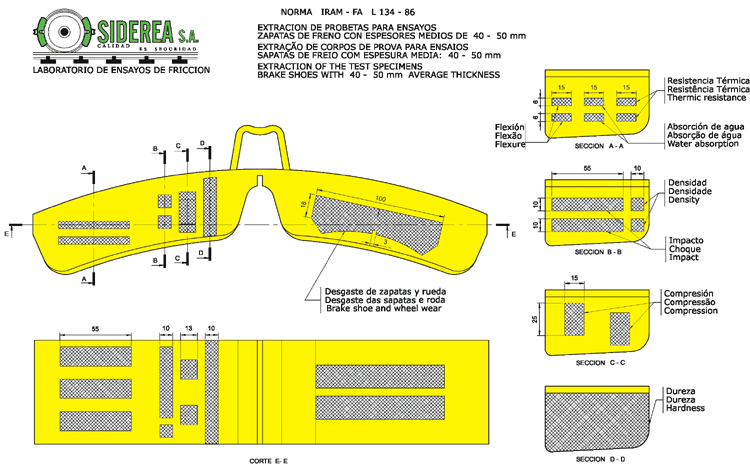 SIDEREA S.A.
CALIDAD ES SEGURIDAD
LABORATORIO DE ENSAYOS DE FRICCION
NORMA IRAM - FA L 134 - 86
EXTRACION DE PROBETAS PARA ENSAYOS
ZAPATAS DE FRENO CON ESPESORES MEDIOS DE 40 - 50 mm
EXTRAÇÃO DE CORPOS DE PROVA PARA ENSAIOS
SAPATAS DE FREIO COM ESPESURA MEDIA: 40 - 50 mm
EXTRACTION OF THE TEST SPECIMENS
BRAKE SHOES WITH 40 - 50 mm AVERAGE THICKNESS
15 15 15
6
6
Resistencia Térmica
Resistência Térmica
Thermic resistance
Flexión
Flexão
Flexure
Absorción de agua
Absorção de água
Water absorption
SECCION A - A
A
B
C
D
E
18
100
3
E
A
B
C
D
Desgaste de zapatas y rueda
Desgaste das sapatas e roda
Brake shoe and wheel wear
55 10
10
10
Densidad
Densidade
Density
Impacto
Choque
Impact
SECCION B - B
15
25
Compresión
Compressão
Compression
SECCION C - C
55 10 13 10
CORTE E- E
Dureza
Dureza
Hardness
SECCION D - D